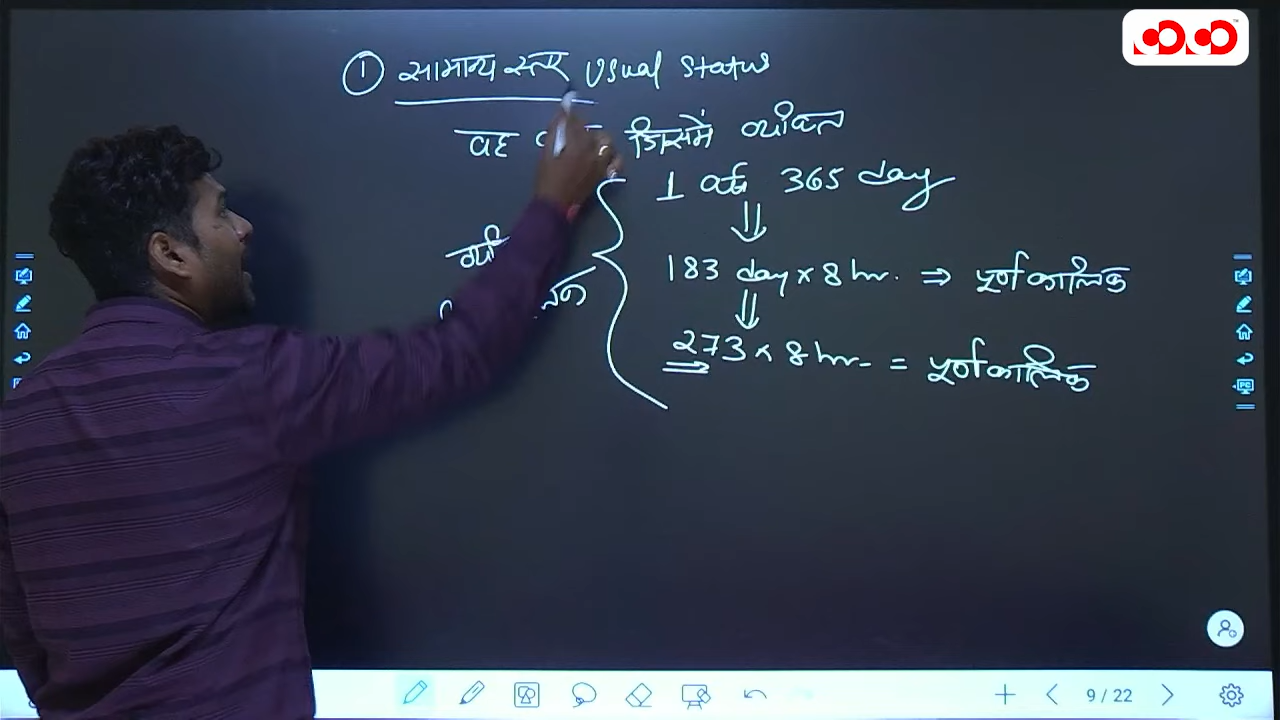 ① सामान्य स्तर Usual Status
वह जिसमें व्यक्ति
1 वर्ष 365 day
183 day × 8 hr. ⇒ पूर्णकालिक
273 × 8 hr. = पूर्णकालिक
9 / 22
PC